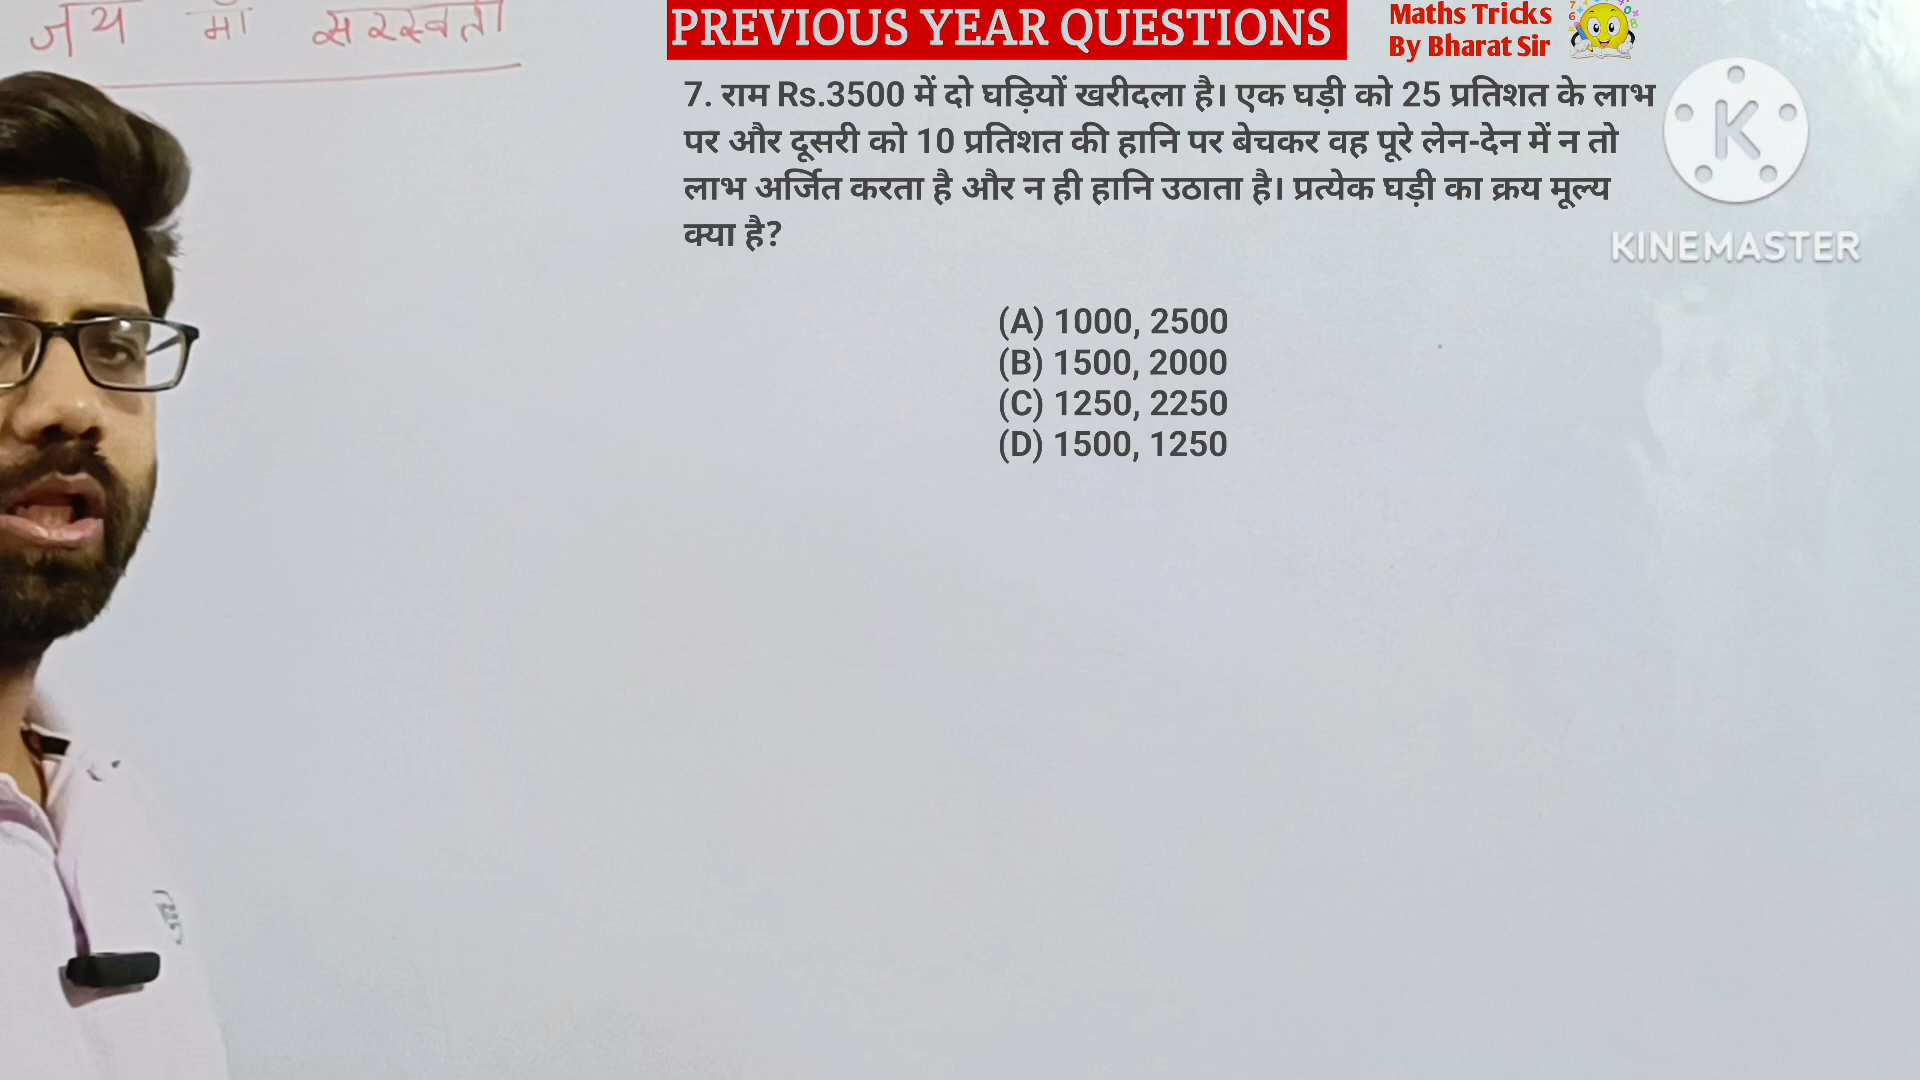 जय माँ सरस्वती
PREVIOUS YEAR QUESTIONS
Maths Tricks
By Bharat Sir
7. राम Rs.3500 में दो घड़ियों खरीदला है। एक घड़ी को 25 प्रतिशत के लाभ
पर और दूसरी को 10 प्रतिशत की हानि पर बेचकर वह पूरे लेन-देन में न तो
लाभ अर्जित करता है और न ही हानि उठाता है। प्रत्येक घड़ी का क्रय मूल्य
क्या है?
K
KINEMASTER
(A) 1000, 2500
(B) 1500, 2000
(C) 1250, 2250
(D) 1500, 1250